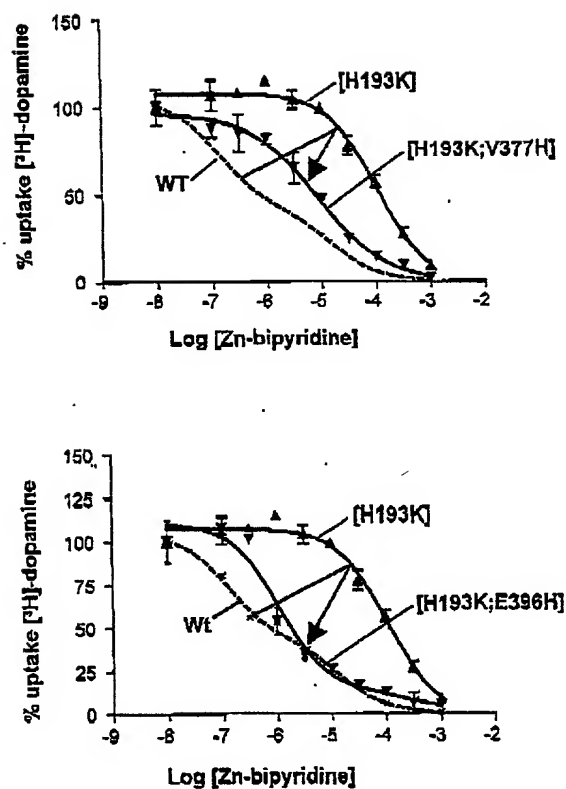 % uptake [³H]-dopamine
150
100
50
0
[H193K]
[H193K;V377H]
WT
-9 -8 -7 -6 -5 -4 -3 -2
Log [Zn-bipyridine]
% uptake [³H]-dopamine
150
125
100
75
50
25
0
[H193K]
[H193K;E396H]
Wt
-9 -8 -7 -6 -5 -4 -3 -2
Log [Zn-bipyridine]